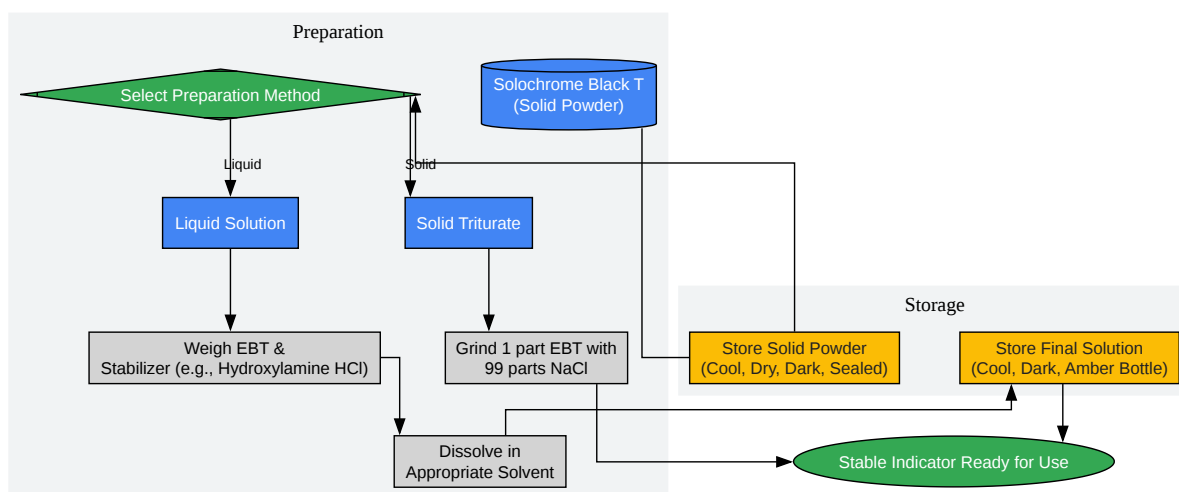 Preparation
Select Preparation Method
Solochrome Black T
(Solid Powder)
Liquid
Solid
Liquid Solution
Solid Triturate
Storage
Weigh EBT &
Stabilizer (e.g., Hydroxylamine HCl)
Grind 1 part EBT with
99 parts NaCl
Store Solid Powder
(Cool, Dry, Dark, Sealed)
Store Final Solution
(Cool, Dark, Amber Bottle)
Dissolve in
Appropriate Solvent
Stable Indicator Ready for Use